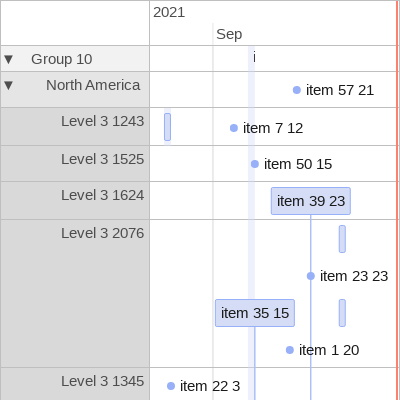 2021
Sep
▼ Group 10
i
▼ North America
item 57 21
Level 3 1243
item 7 12
Level 3 1525
item 50 15
Level 3 1624
item 39 23
Level 3 2076
item 23 23
item 35 15
item 1 20
Level 3 1345
item 22 3